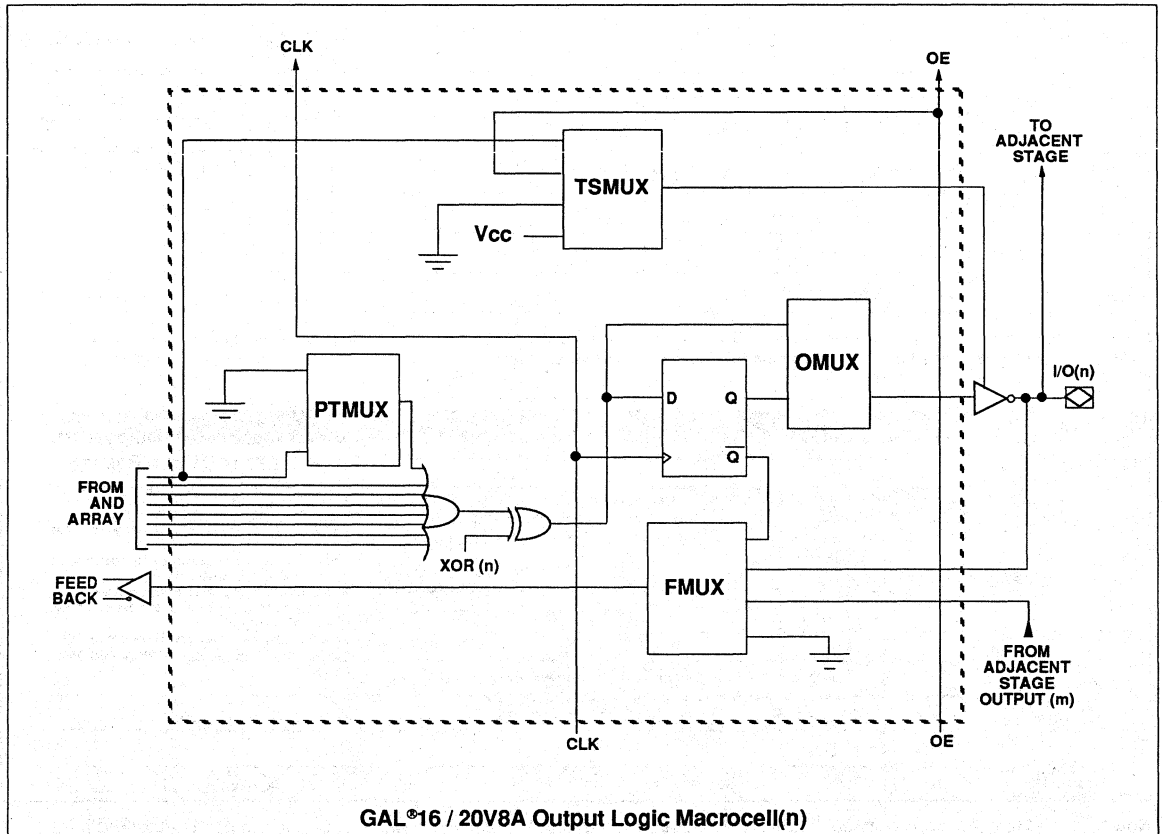 CLK
OE
TO
ADJACENT
STAGE
TSMUX
Vcc
OMUX
I/O(n)
PTMUX
D
Q
Q
FROM
AND
ARRAY
XOR (n)
FMUX
FEED
BACK
FROM
ADJACENT
STAGE
OUTPUT (m)
CLK
OE
GAL®16 / 20V8A Output Logic Macrocell(n)